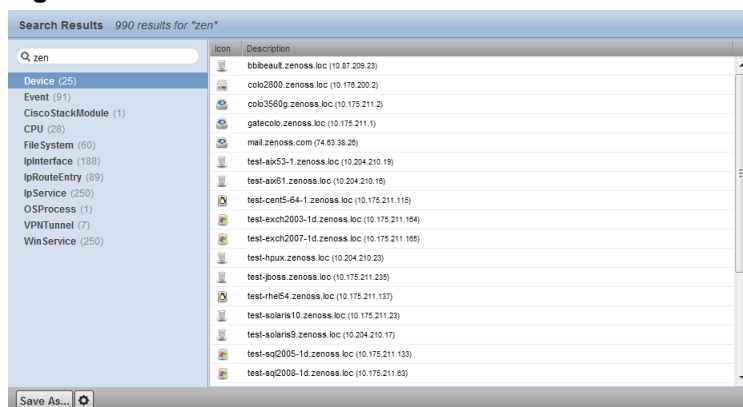 Search Results 990 results for "zen"
zen
Device (25)
Event (91)
CiscoStackModule (1)
CPU (28)
FileSystem (60)
IpInterface (188)
IpRouteEntry (89)
IpService (250)
OSProcess (1)
VPNTunnel (7)
WinService (250)
Icon Description
bbibeault.zenoss.loc (10.87.209.23)
colo2800.zenoss.loc (10.176.200.2)
colo3560g.zenoss.loc (10.175.211.2)
gatecolo.zenoss.loc (10.175.211.1)
mail.zenoss.com (74.63.38.26)
test-aix53-1.zenoss.loc (10.204.210.19)
test-aix61.zenoss.loc (10.204.210.16)
test-cent5-64-1.zenoss.loc (10.175.211.115)
test-exch2003-1d.zenoss.loc (10.175.211.164)
test-exch2007-1d.zenoss.loc (10.175.211.165)
test-hpux.zenoss.loc (10.204.210.23)
test-jboss.zenoss.loc (10.175.211.235)
test-rhel54.zenoss.loc (10.175.211.137)
test-solaris10.zenoss.loc (10.175.211.23)
test-solaris9.zenoss.loc (10.204.210.17)
test-sql2005-1d.zenoss.loc (10.175.211.133)
test-sql2008-1d.zenoss.loc (10.175.211.63)
Save As...